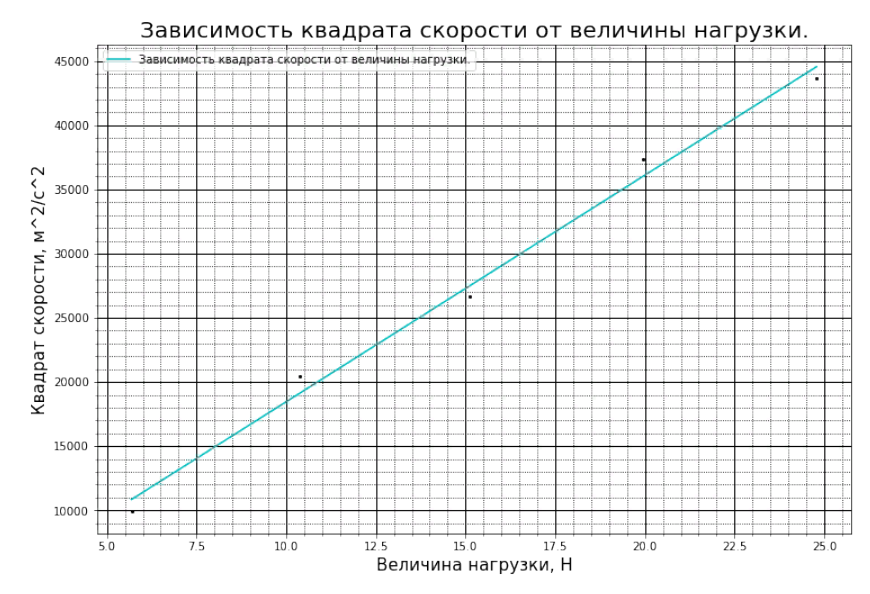 Зависимость квадрата скорости от величины нагрузки.
Зависимость квадрата скорости от величины нагрузки.
Квадрат скорости, м^2/с^2
45000
40000
35000
30000
25000
20000
15000
10000
5.0 7.5 10.0 12.5 15.0 17.5 20.0 22.5 25.0
Величина нагрузки, Н